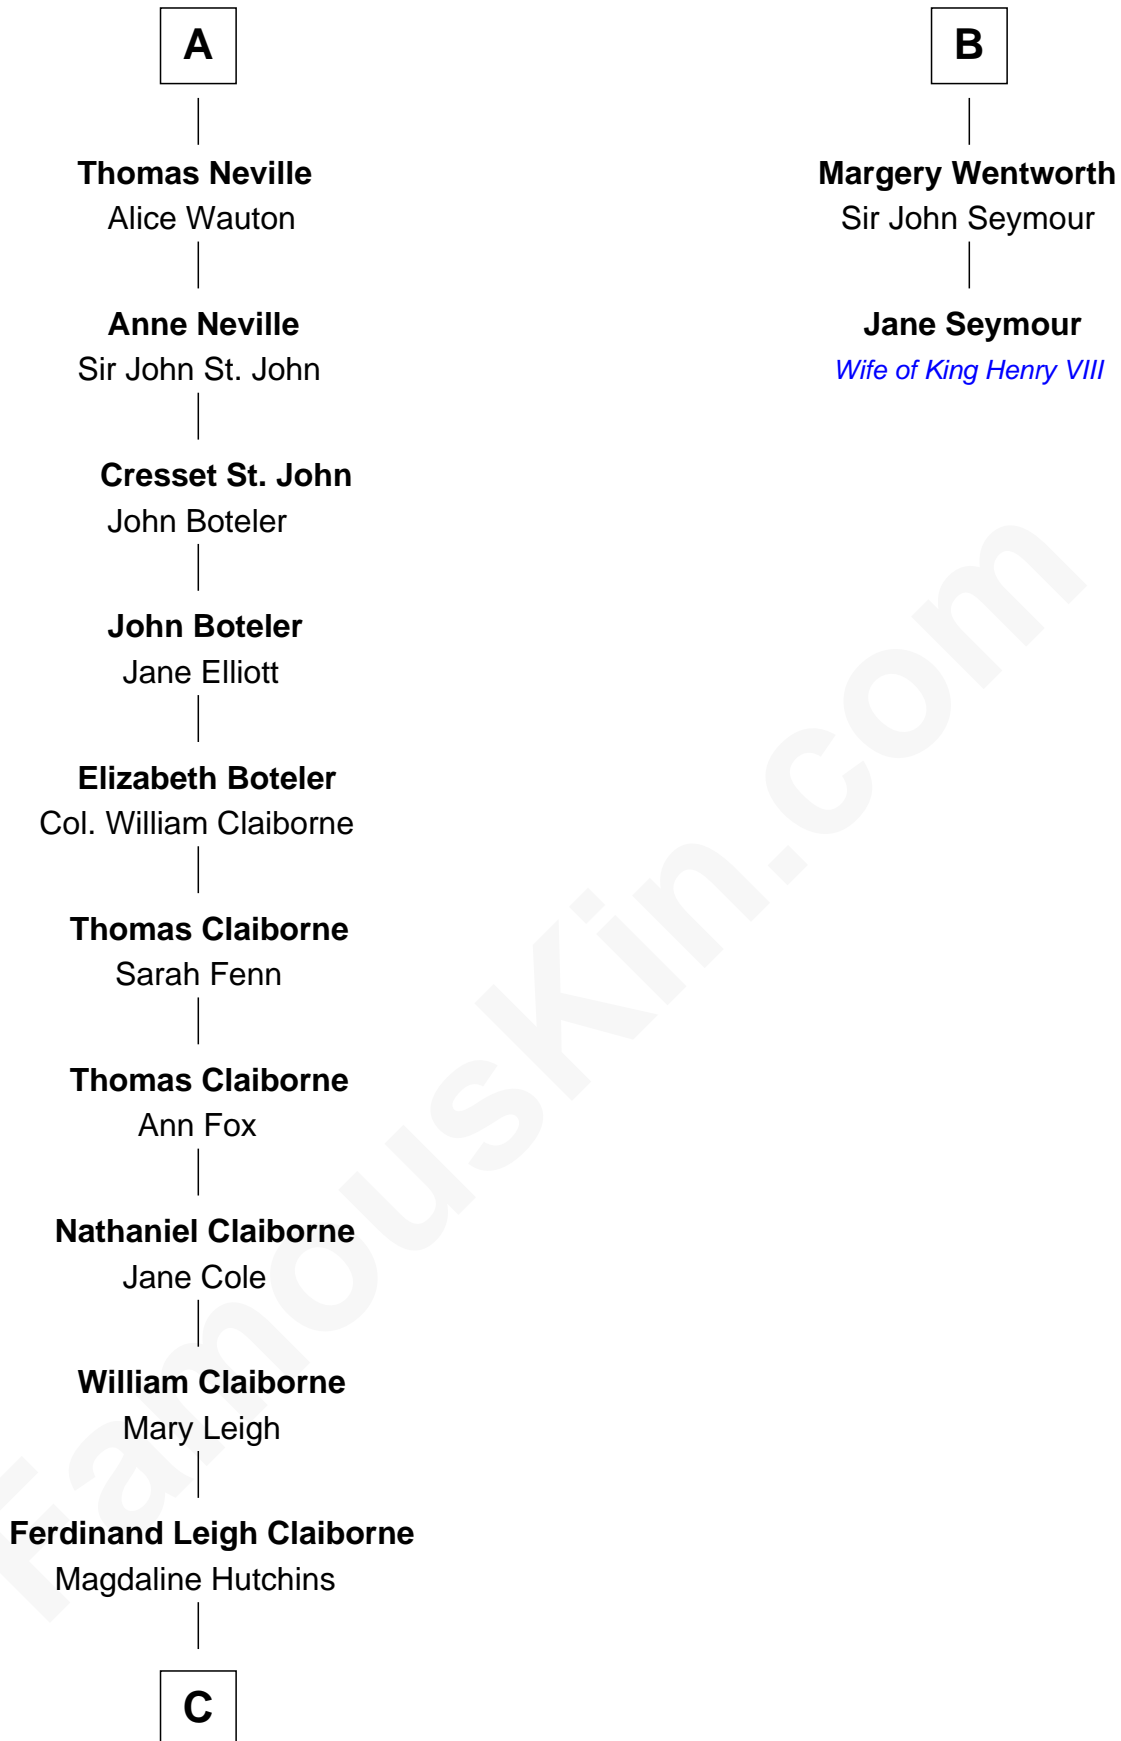 A
Thomas Neville
Alice Wauton
Anne Neville
Sir John St. John
Cresset St. John
John Boteler
John Boteler
Jane Elliott
Elizabeth Boteler
Col. William Claiborne
Thomas Claiborne
Sarah Fenn
Thomas Claiborne
Ann Fox
Nathaniel Claiborne
Jane Cole
William Claiborne
Mary Leigh
Ferdinand Leigh Claiborne
Magdaline Hutchins
C
B
Margery Wentworth
Sir John Seymour
Jane Seymour
Wife of King Henry VIII
FamousKin.com